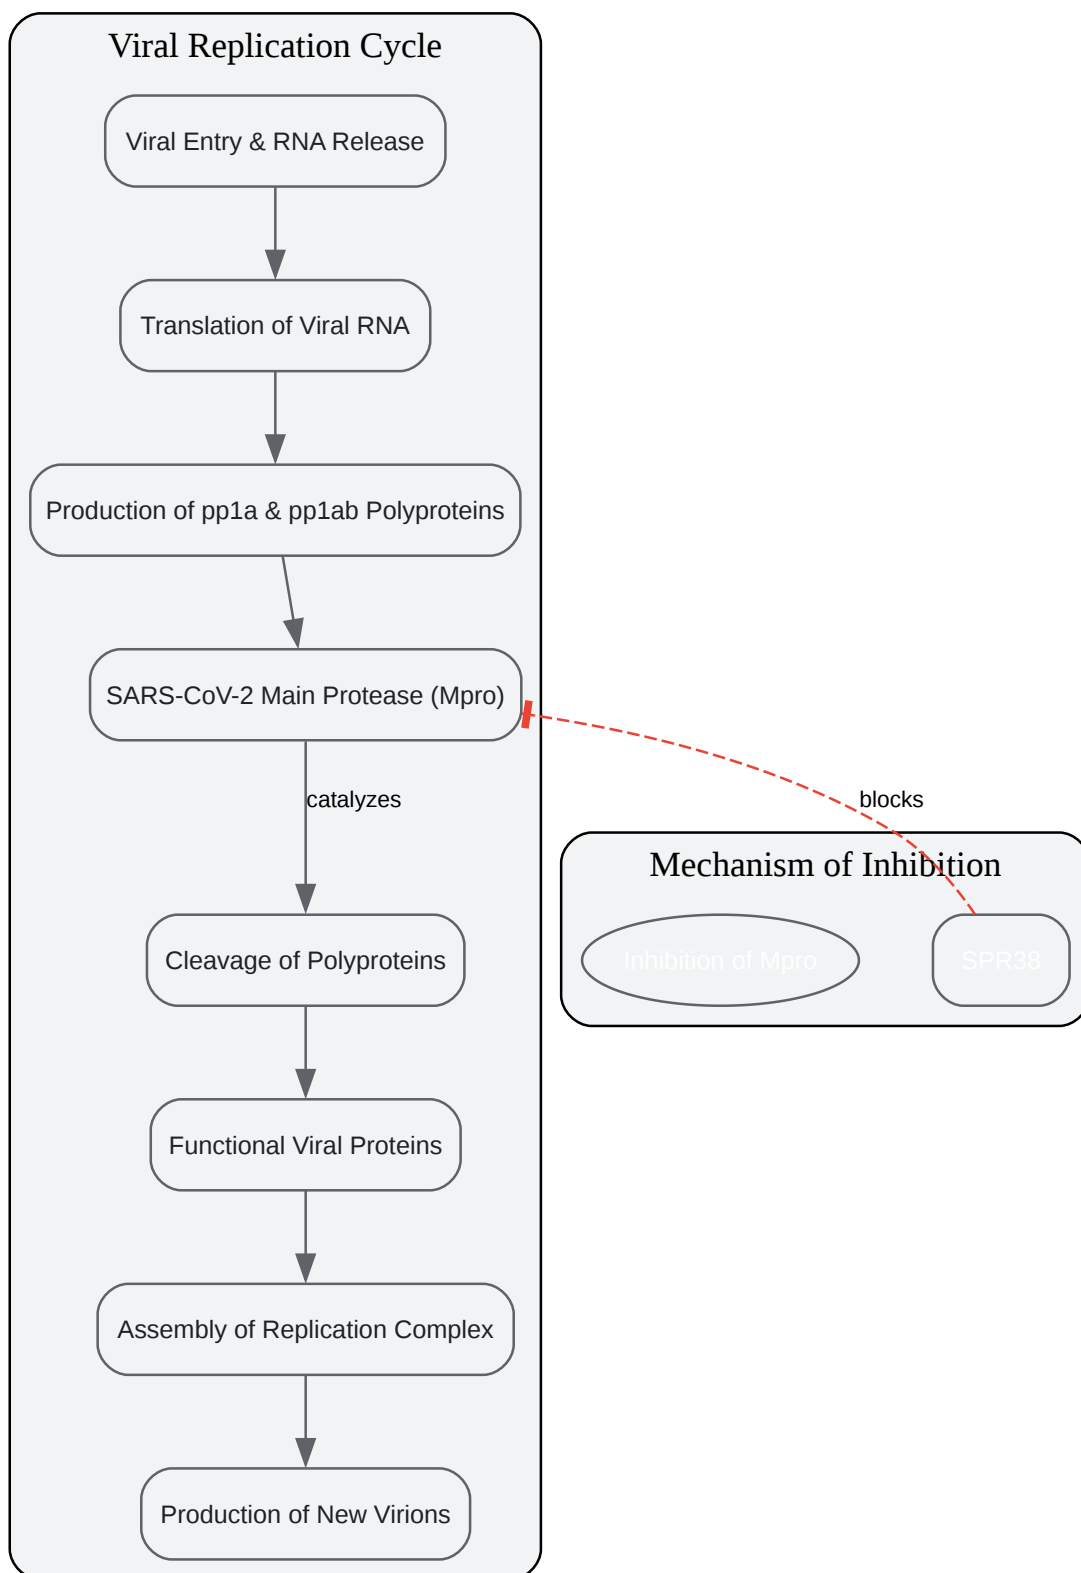 Viral Replication Cycle
Viral Entry & RNA Release
Translation of Viral RNA
Production of pp1a & pp1ab Polyproteins
SARS-CoV-2 Main Protease (Mpro)
catalyzes
blocks
Mechanism of Inhibition
Inhibition of Mpro
SPR38
Cleavage of Polyproteins
Functional Viral Proteins
Assembly of Replication Complex
Production of New Virions